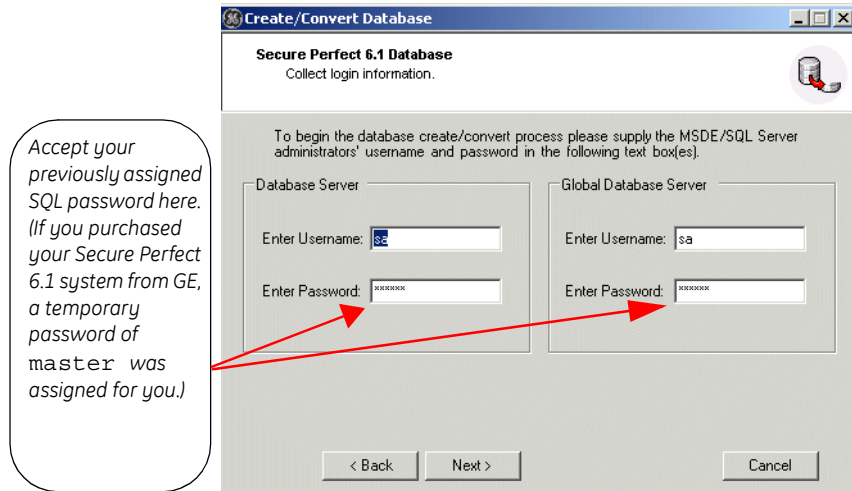 Create/Convert Database
Secure Perfect 6.1 Database
Collect login information.
To begin the database create/convert process please supply the MSDE/SQL Server
administrators' username and password in the following text box(es).
Accept your
previously assigned
SQL password here.
(If you purchased
your Secure Perfect
6.1 system from GE,
a temporary
password of
master was
assigned for you.)
Database Server
Enter Username: sa
Enter Password: xxxxxx
Global Database Server
Enter Username: sa
Enter Password: xxxxxx
< Back
Next >
Cancel